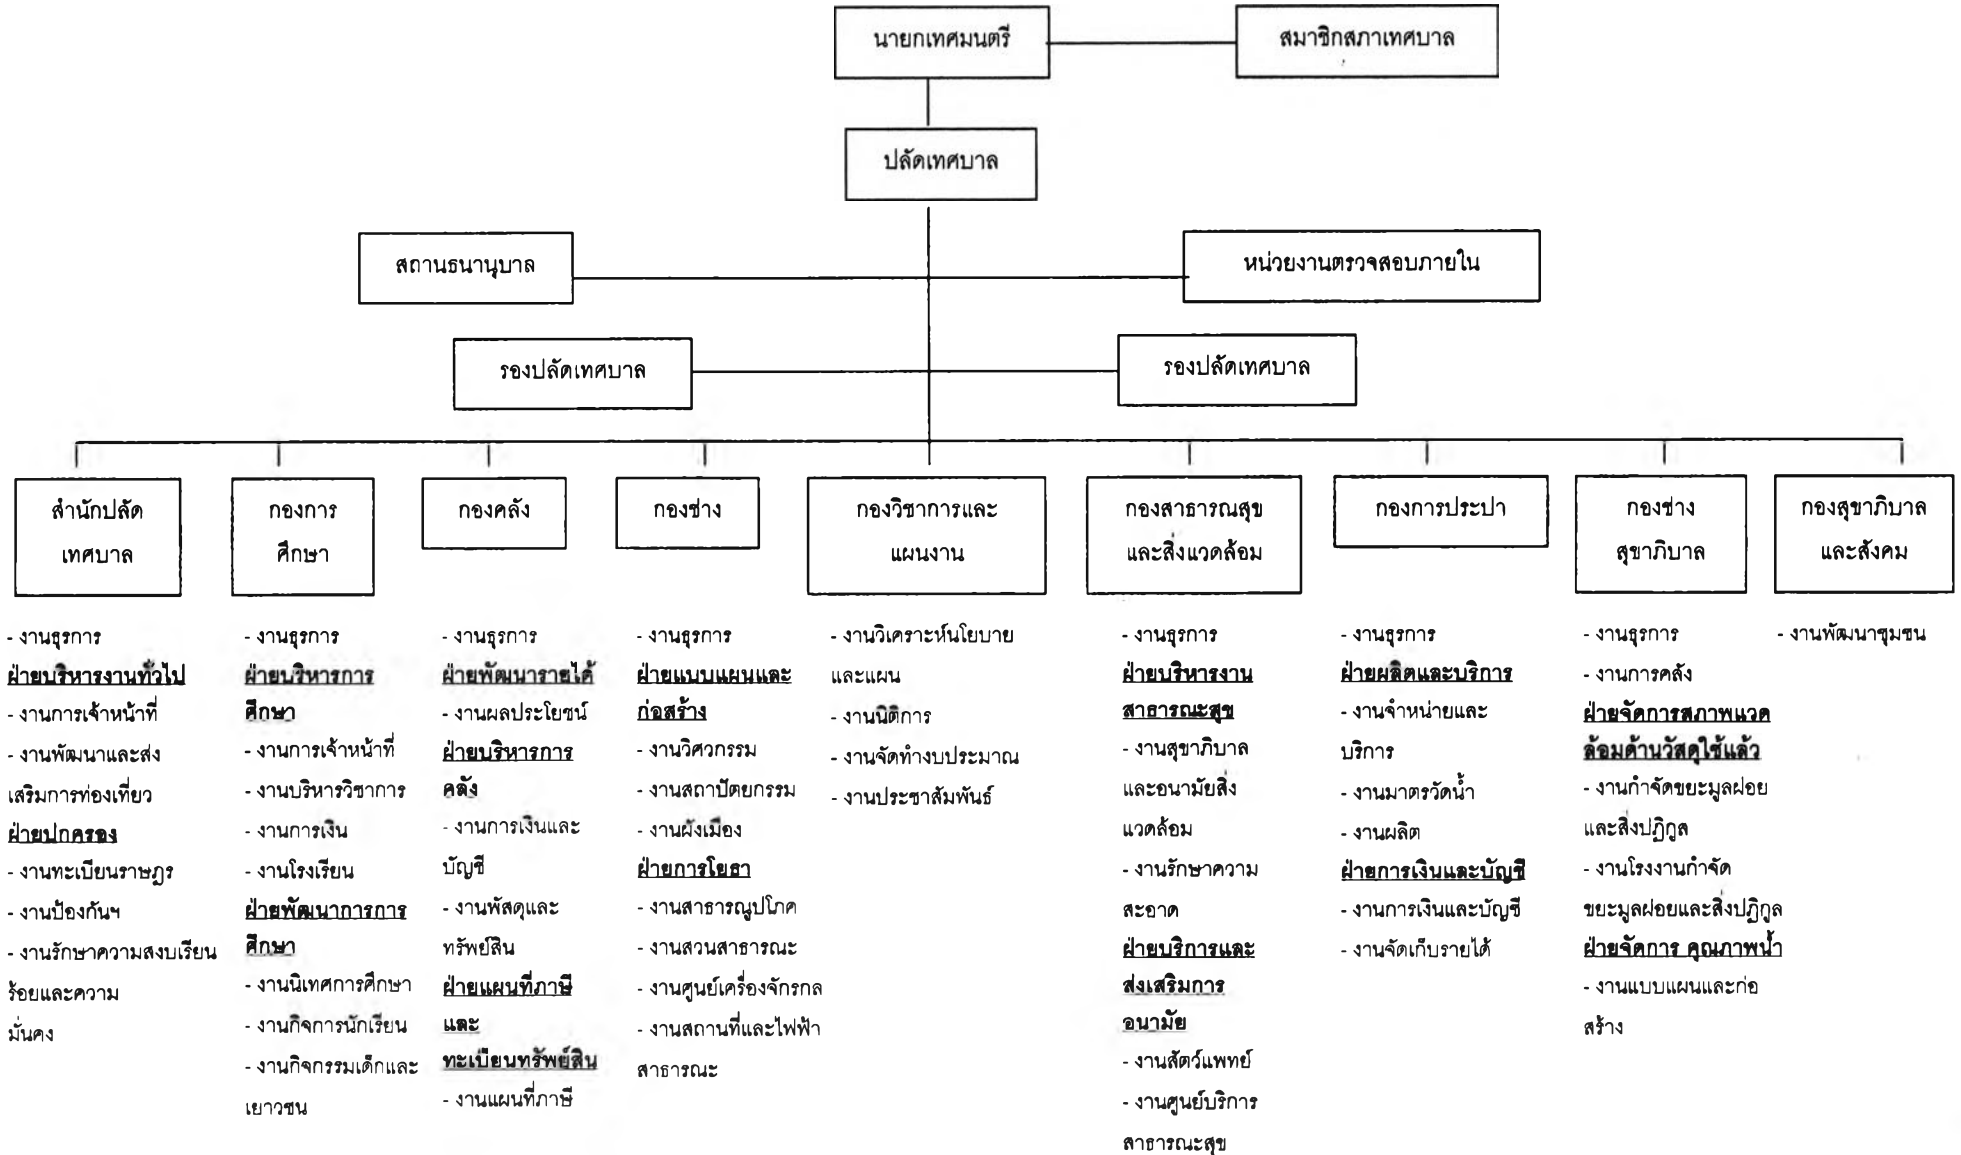 นายกเทศมนตรี
สมาชิกสภาเทศบาล
ปลัดเทศบาล
สถานธนานุบาล
หน่วยงานตรวจสอบภายใน
รองปลัดเทศบาล
รองปลัดเทศบาล
สำนักปลัด
เทศบาล
กองการ
ศึกษา
กองคลัง
กองช่าง
กองวิชาการและ
แผนงาน
กองสาธารณสุข
และสิ่งแวดล้อม
กองการประปา
กองช่าง
สุขาภิบาล
กองสุขาภิบาล
และสังคม
- งานธุรการ
ฝ่ายบริหารงานทั่วไป
- งานการเจ้าหน้าที่
- งานพัฒนาและส่ง
เสริมการท่องเที่ยว
ฝ่ายปกครอง
- งานทะเบียนราษฎร
- งานป้องกันฯ
- งานรักษาความสงบเรียบ
ร้อยและความ
มั่นคง
- งานธุรการ
ฝ่ายบริหารการ
ศึกษา
- งานการเจ้าหน้าที่
- งานบริหารวิชาการ
- งานการเงิน
- งานโรงเรียน
ฝ่ายพัฒนาการการ
ศึกษา
- งานนิเทศการศึกษา
- งานกิจการนักเรียน
- งานกิจกรรมเด็กและ
เยาวชน
- งานธุรการ
ฝ่ายพัฒนารายได้
- งานผลประโยชน์
ฝ่ายบริหารการ
คลัง
- งานการเงินและ
บัญชี
- งานพัสดุและ
ทรัพย์สิน
ฝ่ายแผนที่ภาษี
และ
ทะเบียนทรัพย์สิน
- งานแผนที่ภาษี
- งานธุรการ
ฝ่ายแบบแผนและ
ก่อสร้าง
- งานวิศวกรรม
- งานสถาปัตยกรรม
- งานผังเมือง
ฝ่ายการโยธา
- งานสาธารณูปโภค
- งานสวนสาธารณะ
- งานศูนย์เครื่องจักรกล
- งานสถานที่และไฟฟ้า
สาธารณะ
- งานวิเคราะห์นโยบาย
และแผน
- งานนิติการ
- งานจัดทำงบประมาณ
- งานประชาสัมพันธ์
- งานธุรการ
ฝ่ายบริหารงาน
สาธารณะสุข
- งานสุขาภิบาล
และอนามัยสิ่ง
แวดล้อม
- งานรักษาความ
สะอาด
ฝ่ายบริการและ
ส่งเสริมการ
อนามัย
- งานสัตว์แพทย์
- งานศูนย์บริการ
สาธารณะสุข
- งานธุรการ
ฝ่ายผลิตและบริการ
- งานจำหน่ายและ
บริการ
- งานมาตรวัดน้ำ
- งานผลิต
ฝ่ายการเงินและบัญชี
- งานการเงินและบัญชี
- งานจัดเก็บรายได้
- งานธุรการ
- งานการคลัง
ฝ่ายจัดการสภาพแวด
ล้อมด้านวัสดุใช้แล้ว
- งานกำจัดขยะมูลฝอย
และสิ่งปฏิกูล
- งานโรงงานกำจัด
ขยะมูลฝอยและสิ่งปฏิกูล
ฝ่ายจัดการ คุณภาพน้ำ
- งานแบบแผนและก่อ
สร้าง
- งานพัฒนาชุมชน